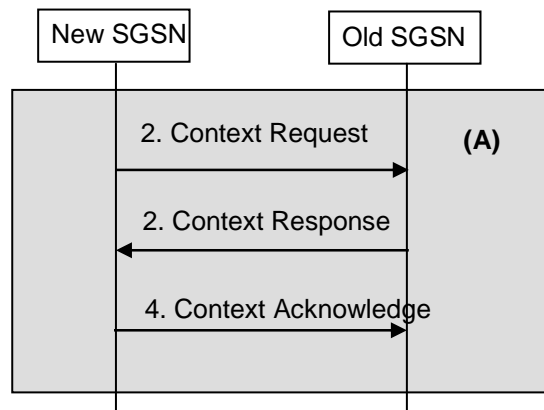 New SGSN
Old SGSN
2. Context Request
(A)
2. Context Response
4. Context Acknowledge